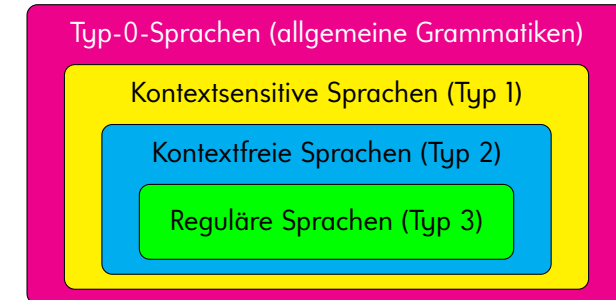 Typ-0-Sprachen (allgemeine Grammatiken)
Kontextsensitive Sprachen (Typ 1)
Kontextfreie Sprachen (Typ 2)
Reguläre Sprachen (Typ 3)